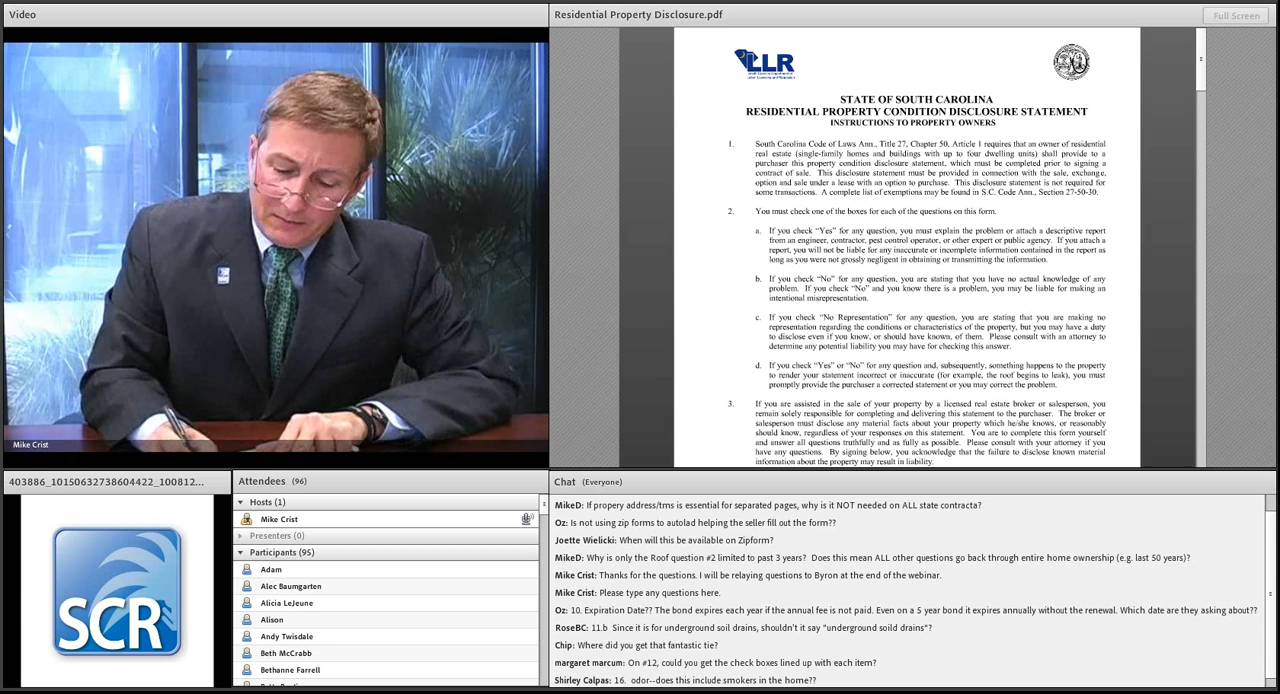 Video
Residential Property Disclosure.pdf
Full Screen
LLR
STATE OF SOUTH CAROLINA
RESIDENTIAL PROPERTY CONDITION DISCLOSURE STATEMENT
INSTRUCTIONS TO PROPERTY OWNERS
1. South Carolina Code of Laws Ann., Title 27, Chapter 50, Article 1 requires that an owner of residential
real estate (single-family homes and buildings with up to four dwelling units) shall provide to a
purchaser this property condition disclosure statement, which must be completed prior to signing a
contract of sale. This disclosure statement must be provided in connection with the sale, exchange,
option and sale under a lease with an option to purchase. This disclosure statement is not required for
some transactions. A complete list of exemptions may be found in S.C. Code Ann., Section 27-50-30.
2. You must check one of the boxes for each of the questions on this form.
a. If you check “Yes” for any question, you must explain the problem or attach a descriptive report
from an engineer, contractor, pest control operator, or other expert or public agency. If you attach a
report, you will not be liable for any inaccurate or incomplete information contained in the report as
long as you were not grossly negligent in obtaining or transmitting the information.
b. If you check “No” for any question, you are stating that you have no actual knowledge of any
problem. If you check “No” and you know there is a problem, you may be liable for making an
intentional misrepresentation.
c. If you check “No Representation” for any question, you are stating that you are making no
representation regarding the conditions or characteristics of the property, but you may have a duty
to disclose even if you know, or should have known, of them. Please consult with an attorney to
determine any potential liability you may have for checking this answer.
d. If you check “Yes” or “No” for any question and, subsequently, something happens to the property
to render your statement incorrect or inaccurate (for example, the roof begins to leak), you must
promptly provide the purchaser a corrected statement or you may correct the problem.
3. If you are assisted in the sale of your property by a licensed real estate broker or salesperson, you
remain solely responsible for completing and delivering this statement to the purchaser. The broker or
salesperson must disclose any material facts about your property which he/she knows, or reasonably
should know, regardless of your responses on this statement. You are to complete this form yourself
and answer all questions truthfully and as fully as possible. Please consult with your attorney if you
have any questions. By signing below, you acknowledge that the failure to disclose known material
information about the property may result in liability.
Mike Crist
403886_10150632738604422_100812...
SCR
Attendees (96)
Hosts (1)
Mike Crist
Presenters (0)
Participants (95)
Adam
Alec Baumgarten
Alicia LeJeune
Alison
Andy Twisdale
Beth McCrabb
Bethanne Farrell
Chat (Everyone)
MikeD: If propery address/tms is essential for separated pages, why is it NOT needed on ALL state contracta?
Oz: Is not using zip forms to autolad helping the seller fill out the form??
Joette Wielicki: When will this be available on Zipform?
MikeD: Why is only the Roof question #2 limited to past 3 years? Does this mean ALL other questions go back through entire home ownership (e.g. last 50 years)?
Mike Crist: Thanks for the questions. I will be relaying questions to Byron at the end of the webinar.
Mike Crist: Please type any questions here.
Oz: 10. Expiration Date?? The bond expires each year if the annual fee is not paid. Even on a 5 year bond it expires annually without the renewal. Which date are they asking about??
RoseBC: 11.b Since it is for underground soil drains, shouldn't it say "underground soild drains"?
Chip: Where did you get that fantastic tie?
margaret marcum: On #12, could you get the check boxes lined up with each item?
Shirley Calpas: 16. odor--does this include smokers in the home??